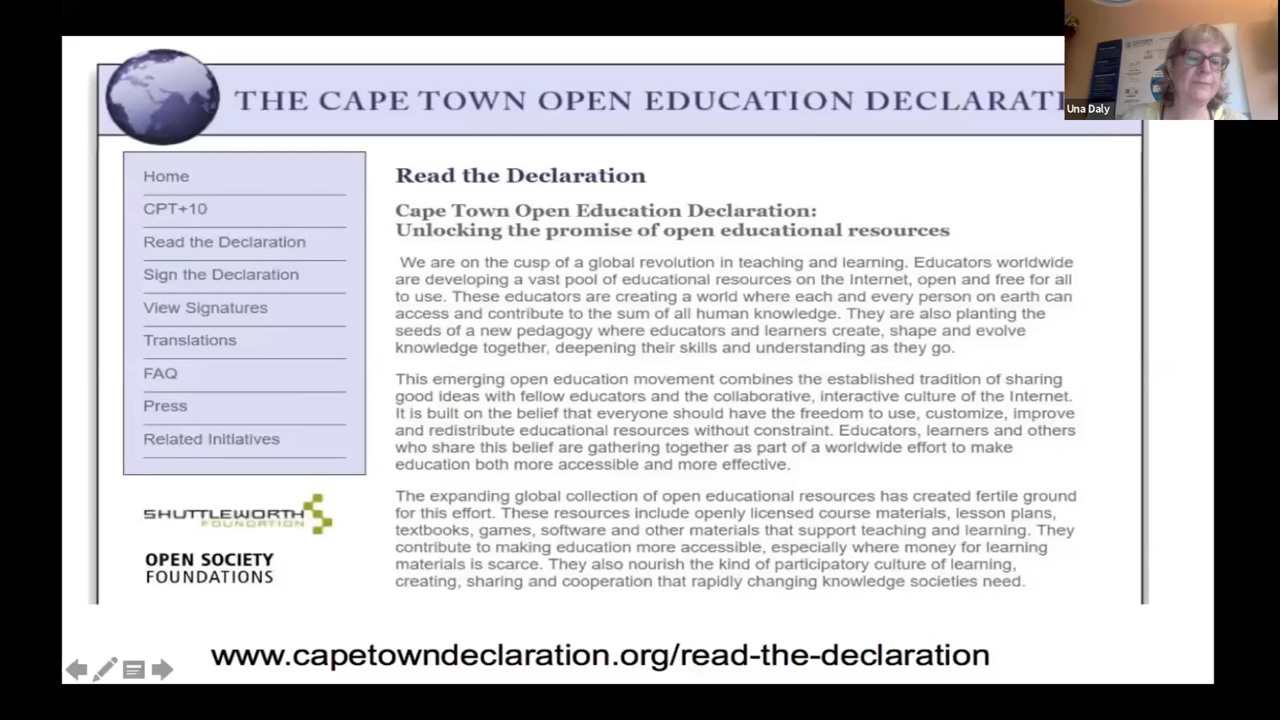 THE CAPE TOWN OPEN EDUCATION DECLARATI
Una Daly
Home
CPT+10
Read the Declaration
Sign the Declaration
View Signatures
Translations
FAQ
Press
Related Initiatives
SHUTTLEWORTH
FOUNDATION
OPEN SOCIETY
FOUNDATIONS
Read the Declaration
Cape Town Open Education Declaration:
Unlocking the promise of open educational resources
We are on the cusp of a global revolution in teaching and learning. Educators worldwide
are developing a vast pool of educational resources on the Internet, open and free for all
to use. These educators are creating a world where each and every person on earth can
access and contribute to the sum of all human knowledge. They are also planting the
seeds of a new pedagogy where educators and learners create, shape and evolve
knowledge together, deepening their skills and understanding as they go.
This emerging open education movement combines the established tradition of sharing
good ideas with fellow educators and the collaborative, interactive culture of the Internet.
It is built on the belief that everyone should have the freedom to use, customize, improve
and redistribute educational resources without constraint. Educators, learners and others
who share this belief are gathering together as part of a worldwide effort to make
education both more accessible and more effective.
The expanding global collection of open educational resources has created fertile ground
for this effort. These resources include openly licensed course materials, lesson plans,
textbooks, games, software and other materials that support teaching and learning. They
contribute to making education more accessible, especially where money for learning
materials is scarce. They also nourish the kind of participatory culture of learning,
creating, sharing and cooperation that rapidly changing knowledge societies need.
www.capetowndeclaration.org/read-the-declaration